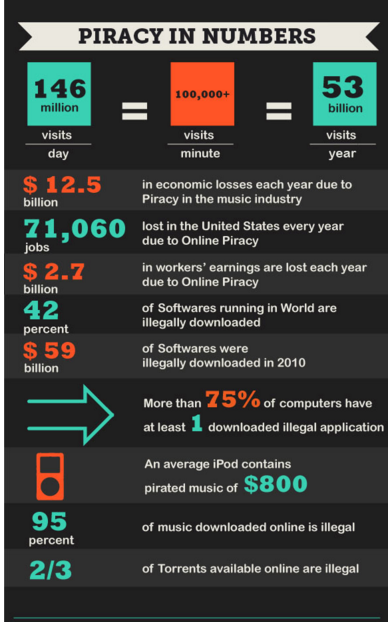 PIRACY IN NUMBERS
146
million
=
100,000+
=
53
billion
visits
day
visits
minute
visits
year
$ 12.5
billion
in economic losses each year due to
Piracy in the music industry
71,060
jobs
lost in the United States every year
due to Online Piracy
$ 2.7
billion
in workers' earnings are lost each year
due to Online Piracy
42
percent
of Softwares running in World are
illegally downloaded
$ 59
billion
of Softwares were
illegally downloaded in 2010
More than 75% of computers have
at least 1 downloaded illegal application
An average iPod contains
pirated music of $800
95
percent
of music downloaded online is illegal
2/3
of Torrents available online are illegal